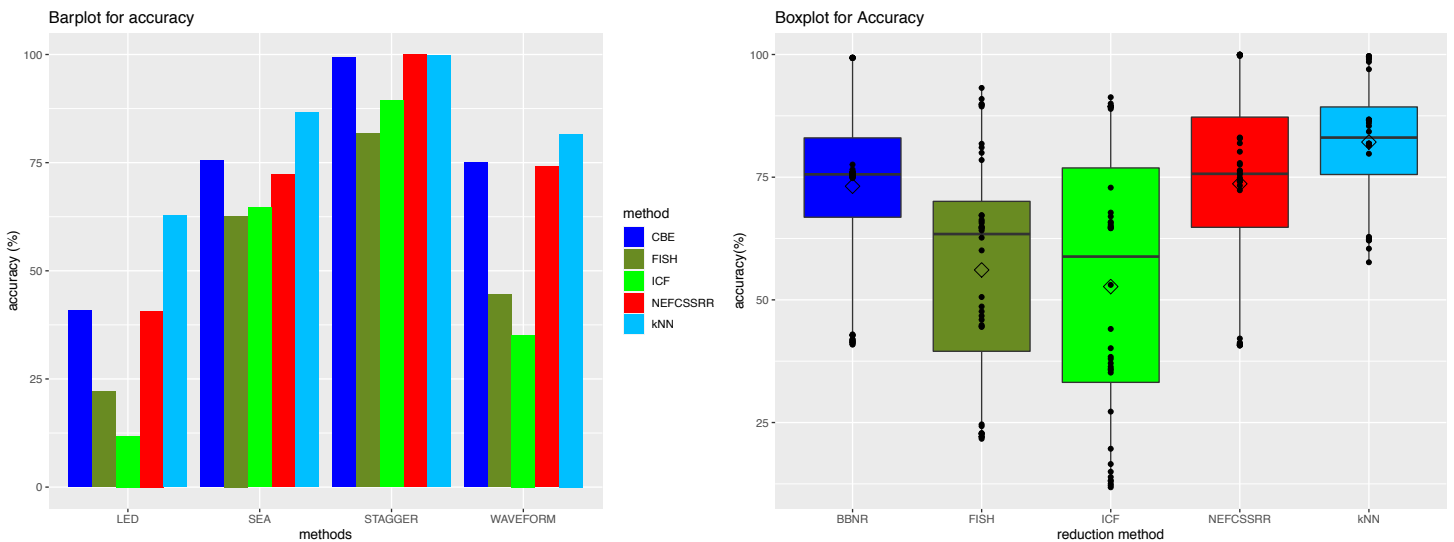 Barplot for accuracy
100
75
50
25
0
accuracy (%)
LED SEA STAGGER WAVEFORM
methods
method
CBE
FISH
ICF
NEFCSSRR
kNN
Boxplot for Accuracy
100
75
50
25
accuracy(%)
BBNR FISH ICF NEFCSSRR kNN
reduction method